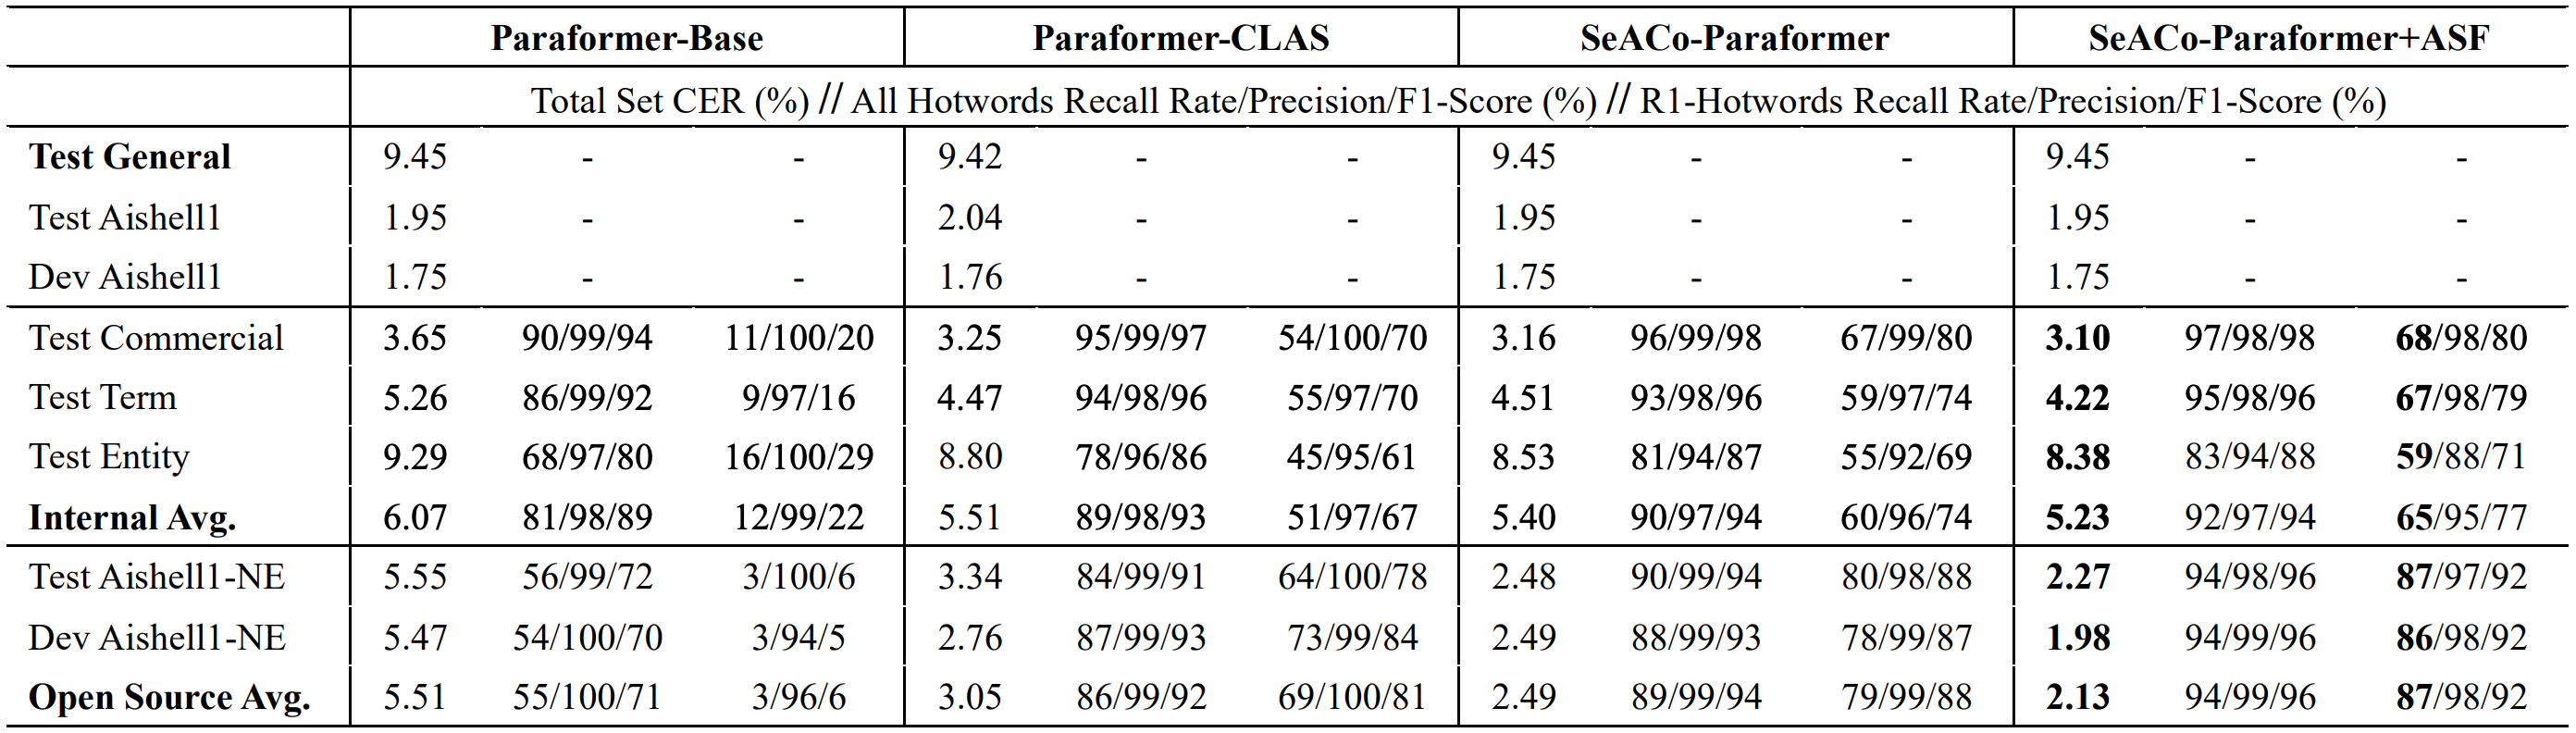 Paraformer-Base Paraformer-CLAS SeACo-Paraformer SeACo-Paraformer+ASF
Total Set CER (%) // All Hotwords Recall Rate/Precision/F1-Score (%) // R1-Hotwords Recall Rate/Precision/F1-Score (%)
Test General 9.45 - - 9.42 - - 9.45 - - 9.45 - -
Test Aishell1 1.95 - - 2.04 - - 1.95 - - 1.95 - -
Dev Aishell1 1.75 - - 1.76 - - 1.75 - - 1.75 - -
Test Commercial 3.65 90/99/94 11/100/20 3.25 95/99/97 54/100/70 3.16 96/99/98 67/99/80 3.10 97/98/98 68/98/80
Test Term 5.26 86/99/92 9/97/16 4.47 94/98/96 55/97/70 4.51 93/98/96 59/97/74 4.22 95/98/96 67/98/79
Test Entity 9.29 68/97/80 16/100/29 8.80 78/96/86 45/95/61 8.53 81/94/87 55/92/69 8.38 83/94/88 59/88/71
Internal Avg. 6.07 81/98/89 12/99/22 5.51 89/98/93 51/97/67 5.40 90/97/94 60/96/74 5.23 92/97/94 65/95/77
Test Aishell1-NE 5.55 56/99/72 3/100/6 3.34 84/99/91 64/100/78 2.48 90/99/94 80/98/88 2.27 94/98/96 87/97/92
Dev Aishell1-NE 5.47 54/100/70 3/94/5 2.76 87/99/93 73/99/84 2.49 88/99/93 78/99/87 1.98 94/99/96 86/98/92
Open Source Avg. 5.51 55/100/71 3/96/6 3.05 86/99/92 69/100/81 2.49 89/99/94 79/99/88 2.13 94/99/96 87/98/92